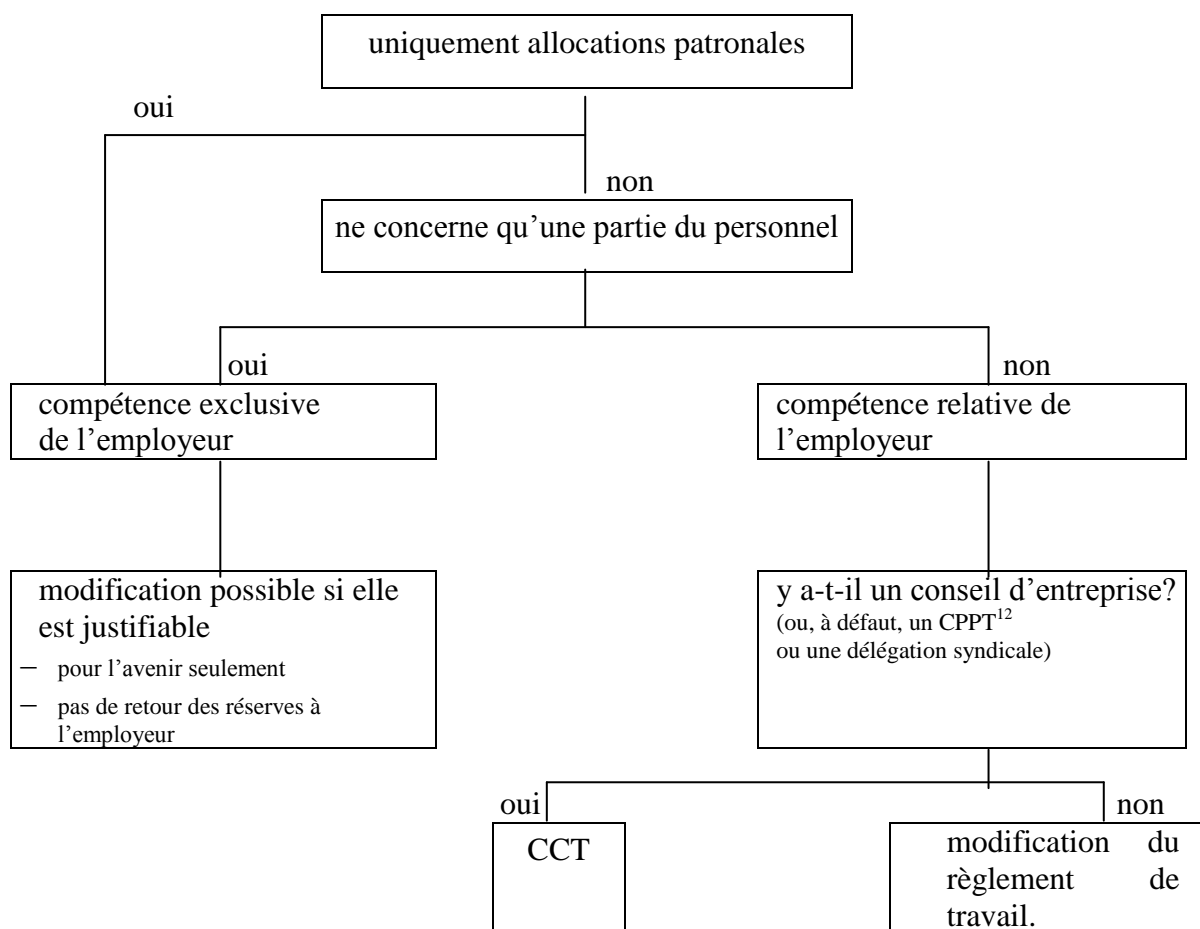 uniquement allocations patronales
oui
non
ne concerne qu’une partie du personnel
oui
non
compétence exclusive
de l’employeur
compétence relative de
l’employeur
modification possible si elle
est justifiable
– pour l’avenir seulement
– pas de retour des réserves à
l’employeur
y a-t-il un conseil d’entreprise?
(ou, à défaut, un CPPT12
ou une délégation syndicale)
oui
non
CCT
modification du
règlement de
travail.